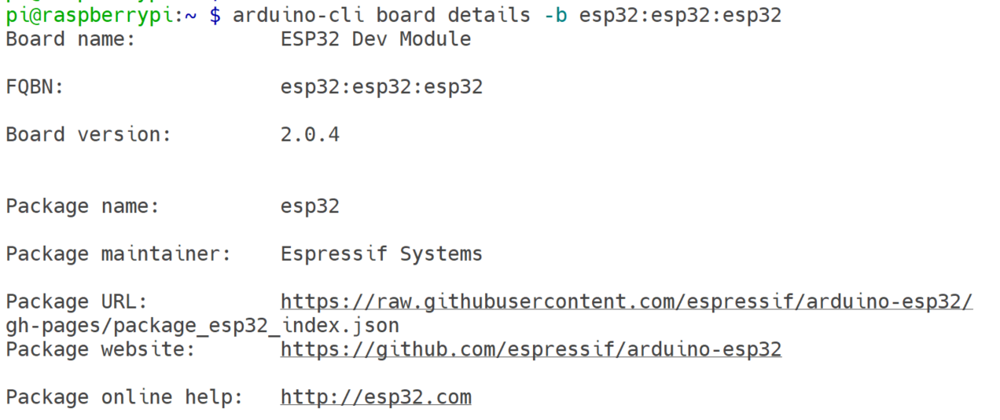 pi@raspberrypi:~ $ arduino-cli board details -b esp32:esp32:esp32
Board name: ESP32 Dev Module
FQBN: esp32:esp32:esp32
Board version: 2.0.4
Package name: esp32
Package maintainer: Espressif Systems
Package URL: https://raw.githubusercontent.com/espressif/arduino-esp32/
gh-pages/package_esp32_index.json
Package website: https://github.com/espressif/arduino-esp32
Package online help: http://esp32.com